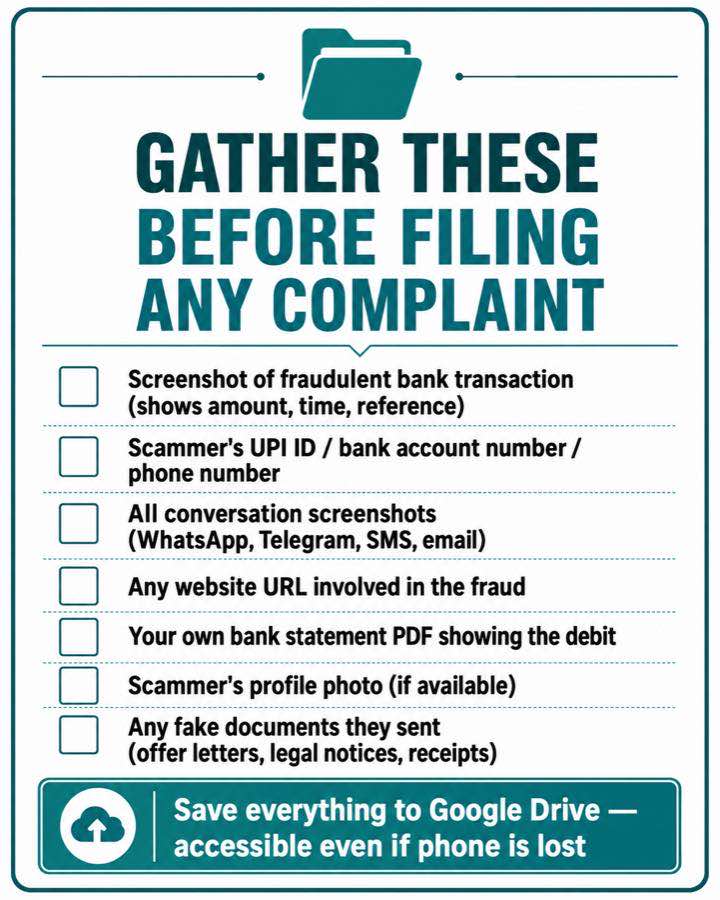 GATHER THESE
BEFORE FILING
ANY COMPLAINT
Screenshot of fraudulent bank transaction
(shows amount, time, reference)
Scammer's UPI ID / bank account number /
phone number
All conversation screenshots
(WhatsApp, Telegram, SMS, email)
Any website URL involved in the fraud
Your own bank statement PDF showing the debit
Scammer's profile photo (if available)
Any fake documents they sent
(offer letters, legal notices, receipts)
Save everything to Google Drive —
accessible even if phone is lost